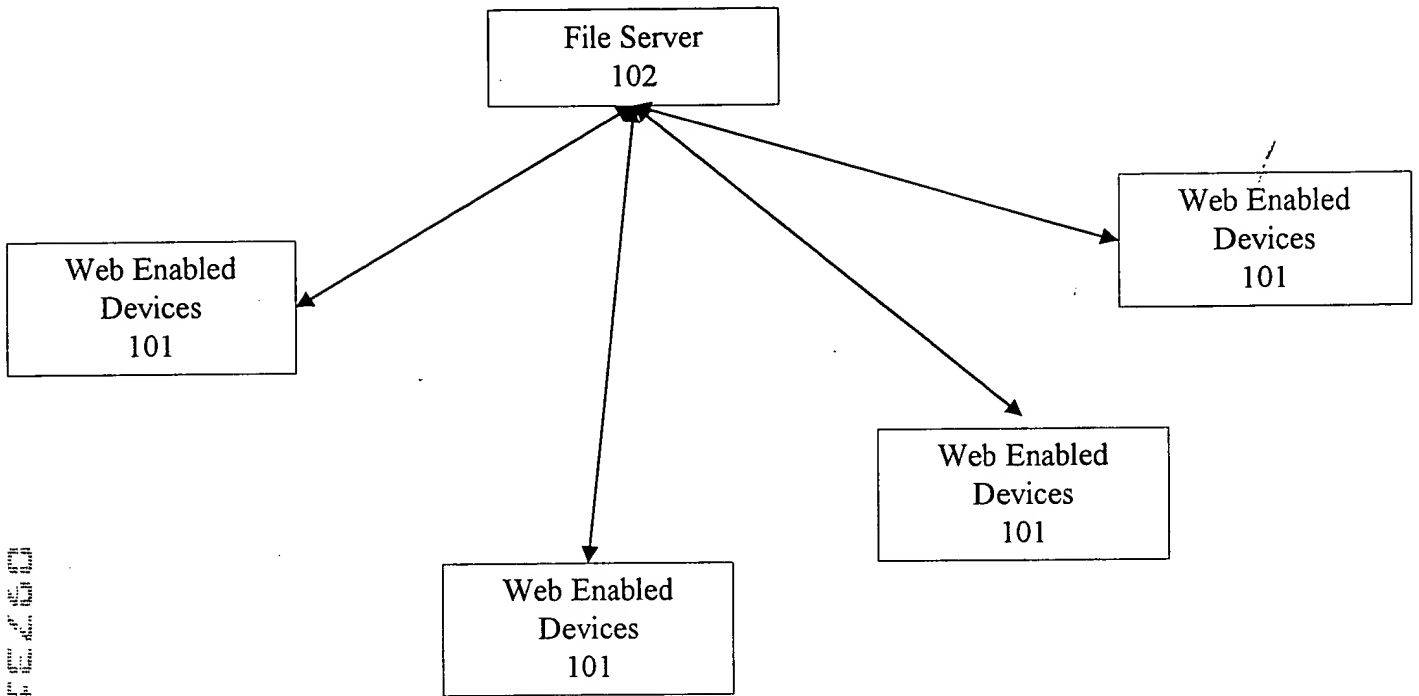 File Server
102
Web Enabled
Devices
101
Web Enabled
Devices
101
Web Enabled
Devices
101
Web Enabled
Devices
101